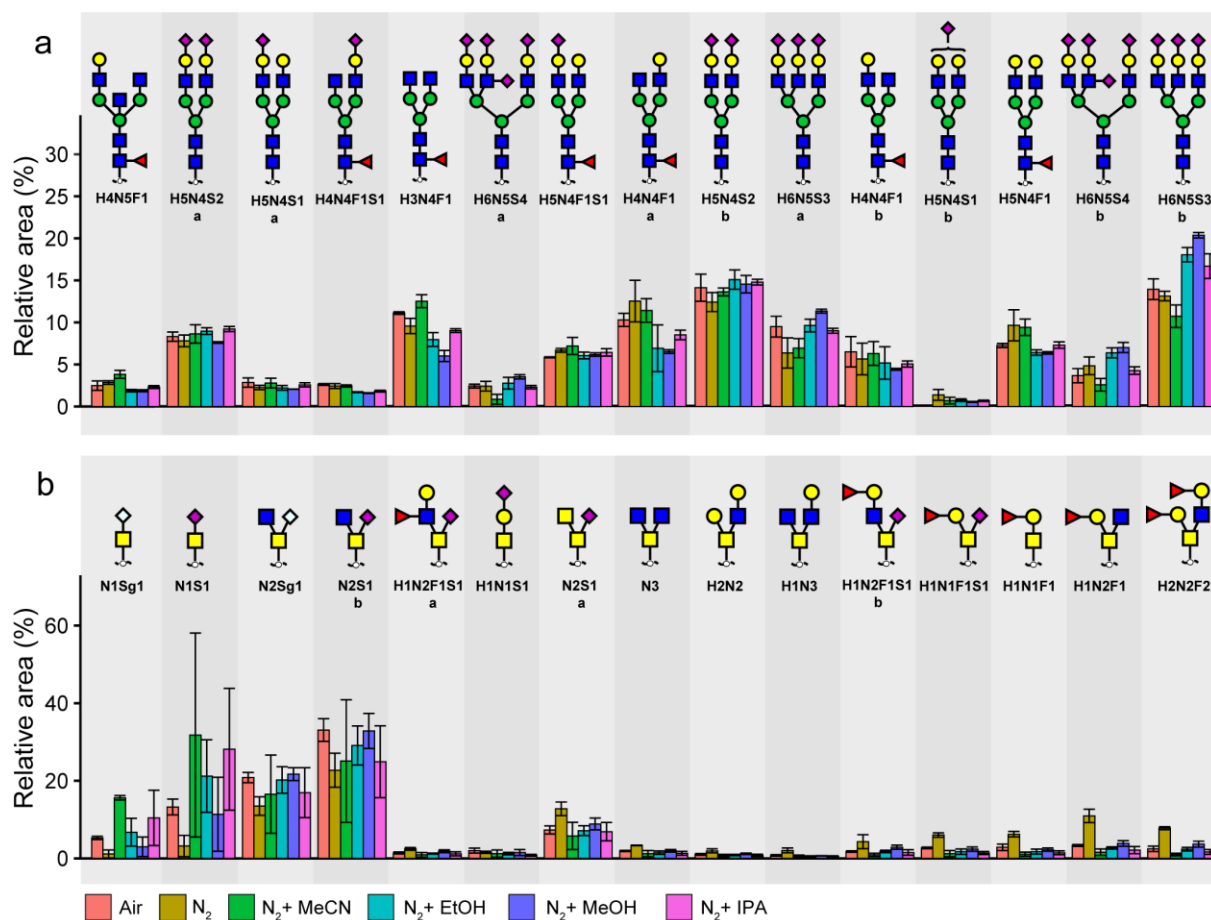 a
Relative area (%)
30
25
20
15
10
5
0
H4N5F1 H5N4S2 H5N4S1 H4N4F1S1 H3N4F1 H6N5S4 H5N4F1S1 H4N4F1 H5N4S2 H6N5S3 H4N4F1 H5N4S1 H5N4F1 H6N5S4 H6N5S3
a a a a b a b b b b
b
Relative area (%)
60
40
20
0
N1Sg1 N1S1 N2Sg1 N2S1 H1N2F1S1 H1N1S1 N2S1 N3 H2N2 H1N3 H1N2F1S1 H1N1F1S1 H1N1F1 H1N2F1 H2N2F2
b a a b
Air N₂ N₂+ MeCN N₂+ EtOH N₂+ MeOH N₂+ IPA